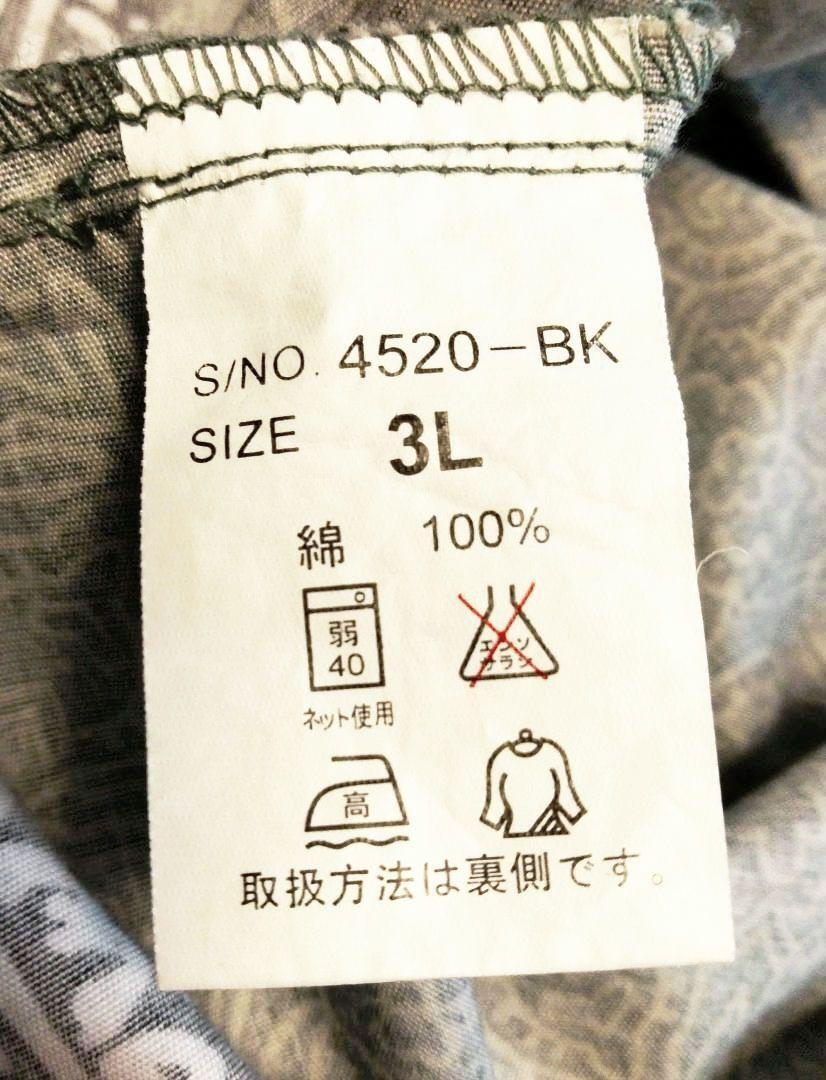 S/NO. 4520-BK
SIZE 3L
綿 100%
弱
40
エンソ
サラシ
ネット使用
高
取扱方法は裏側です。